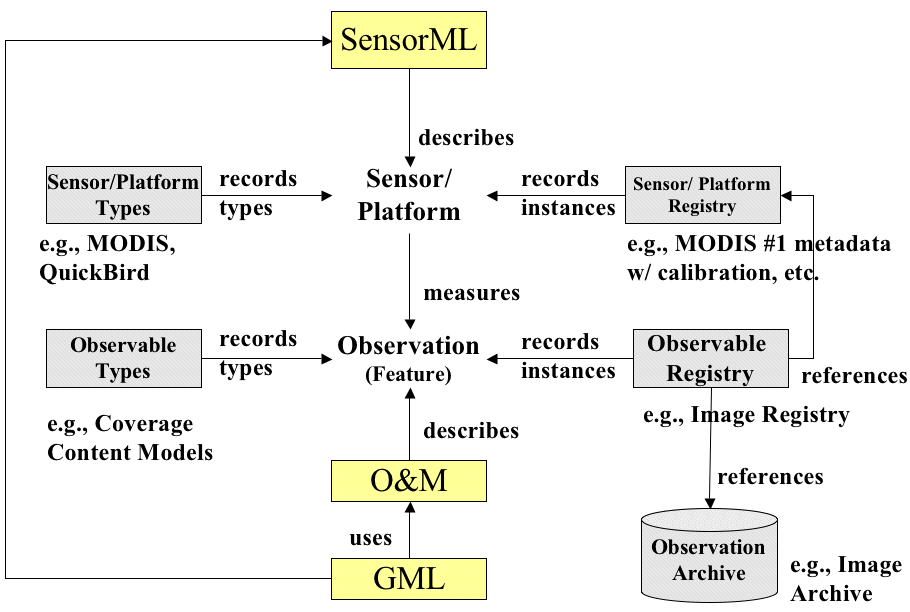 SensorML
describes
Sensor/Platform
Types
records
types
Sensor/
Platform
records
instances
Sensor/ Platform
Registry
e.g., MODIS,
QuickBird
e.g., MODIS #1 metadata
w/ calibration, etc.
measures
Observable
Types
records
types
Observation
(Feature)
records
instances
Observable
Registry
references
e.g., Coverage
Content Models
e.g., Image Registry
describes
O&M
references
uses
GML
Observation
Archive
e.g., Image
Archive